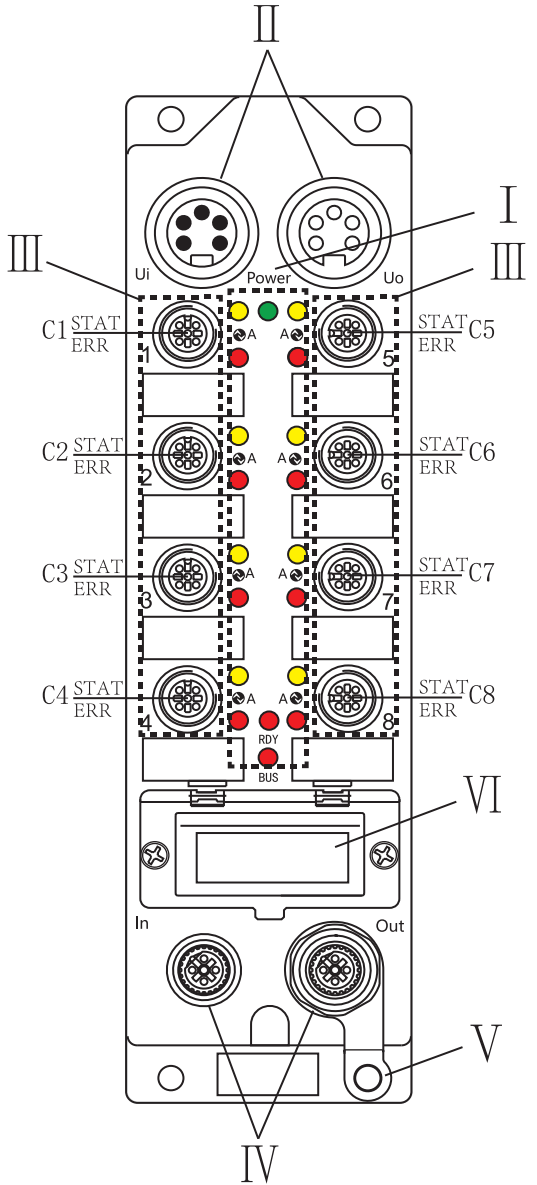 Ⅱ
Ⅰ
Ui Power Uo
Ⅲ Ⅲ
C1 STAT ERR 1 A A 5 STAT ERR C5
C2 STAT ERR 2 A A 6 STAT ERR C6
C3 STAT ERR 3 A A 7 STAT ERR C7
C4 STAT ERR 4 A A 8 STAT ERR C8
RDY
BUS
Ⅵ
In Out
Ⅴ
Ⅳ